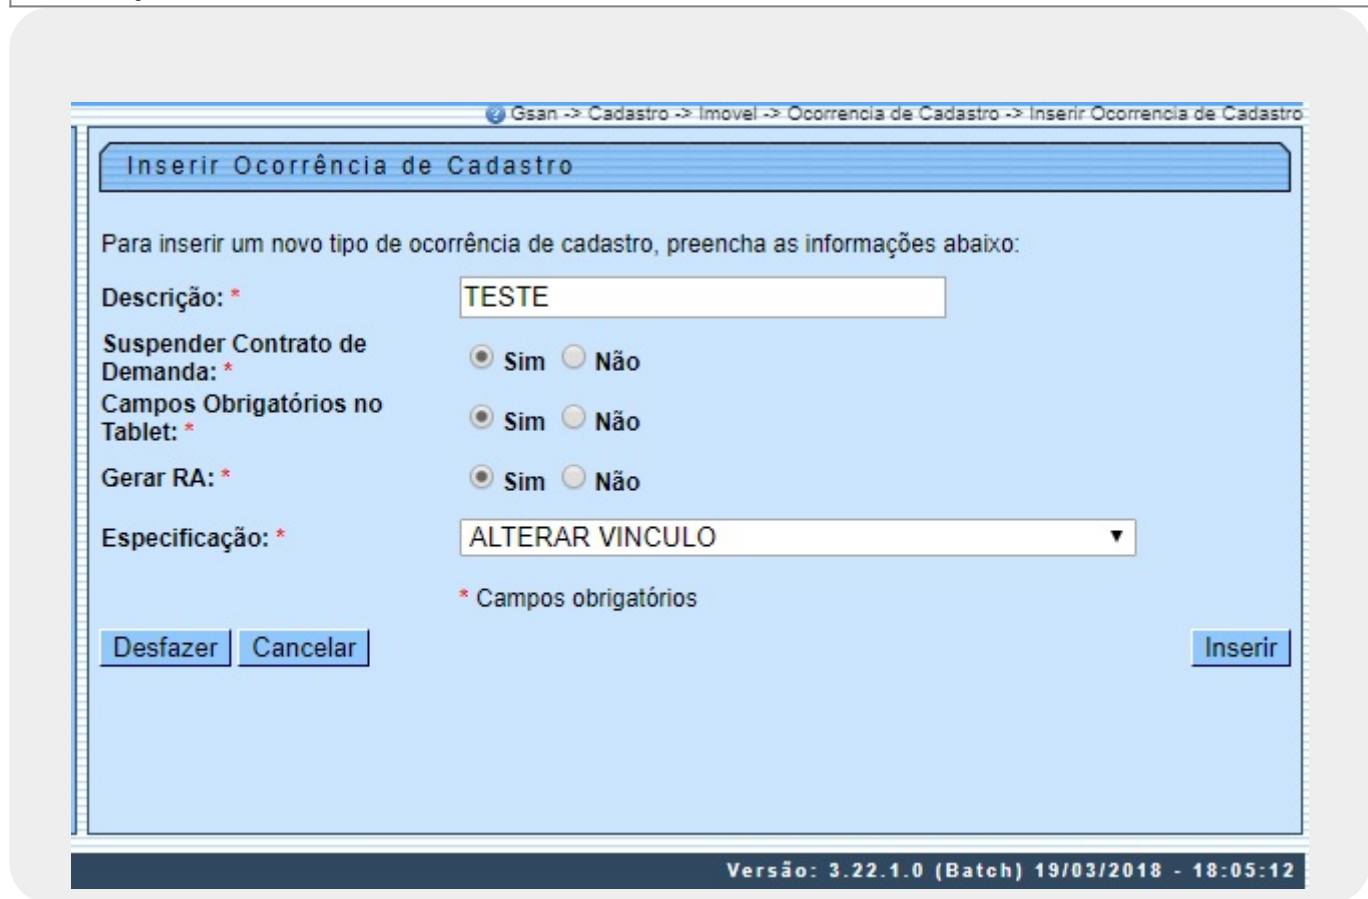 Gsan -> Cadastro -> Imovel -> Ocorrencia de Cadastro -> Inserir Ocorrencia de Cadastro
Inserir Ocorrência de Cadastro
Para inserir um novo tipo de ocorrência de cadastro, preencha as informações abaixo:
Descrição: * TESTE
Suspender Contrato de
Demanda: * Sim Não
Campos Obrigatórios no
Tablet: * Sim Não
Gerar RA: * Sim Não
Especificação: * ALTERAR VINCULO
* Campos obrigatórios
Desfazer Cancelar Inserir
Versão: 3.22.1.0 (Batch) 19/03/2018 - 18:05:12